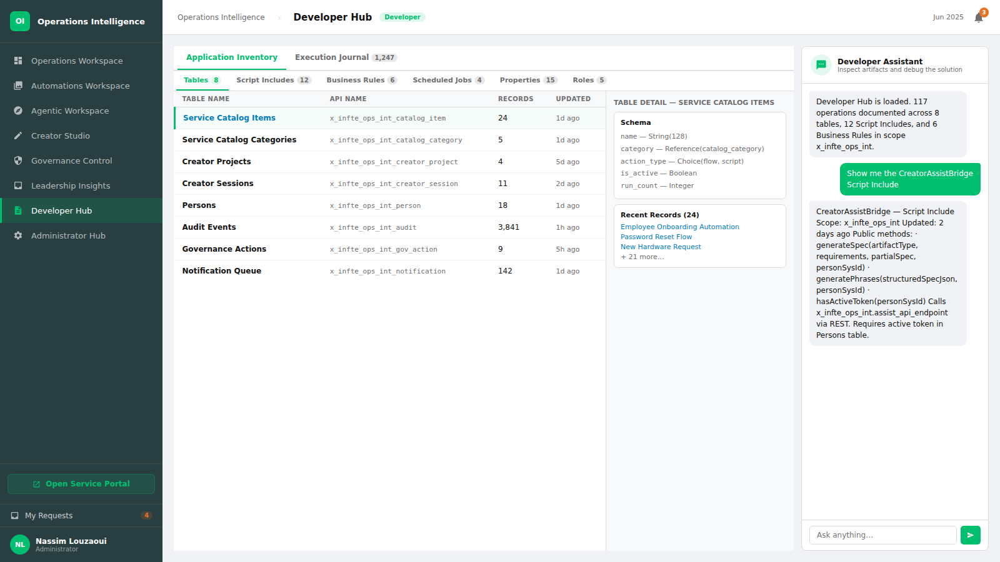 OI
Operations Intelligence
Operations Workspace
Automations Workspace
Agentic Workspace
Creator Studio
Governance Control
Leadership Insights
Developer Hub
Administrator Hub
Open Service Portal
My Requests 4
NL
Nassim Louzaoui
Administrator
Operations Intelligence › Developer Hub Developer
Jun 2025 3
Application Inventory Execution Journal 1,247
Tables 8 Script Includes 12 Business Rules 6 Scheduled Jobs 4 Properties 15 Roles 5
TABLE NAME API NAME RECORDS UPDATED
Service Catalog Items x_infte_ops_int_catalog_item 24 1d ago
Service Catalog Categories x_infte_ops_int_catalog_category 5 1d ago
Creator Projects x_infte_ops_int_creator_project 4 5d ago
Creator Sessions x_infte_ops_int_creator_session 11 2d ago
Persons x_infte_ops_int_person 18 1d ago
Audit Events x_infte_ops_int_audit 3,841 1h ago
Governance Actions x_infte_ops_int_gov_action 9 5h ago
Notification Queue x_infte_ops_int_notification 142 1d ago
TABLE DETAIL — SERVICE CATALOG ITEMS
Schema
name — String(128)
category — Reference(catalog_category)
action_type — Choice(flow, script)
is_active — Boolean
run_count — Integer
Recent Records (24)
Employee Onboarding Automation
Password Reset Flow
New Hardware Request
+ 21 more…
Developer Assistant
Inspect artifacts and debug the solution
Developer Hub is loaded. 117
operations documented across 8
tables, 12 Script Includes, and 6
Business Rules in scope
x_infte_ops_int.
Show me the CreatorAssistBridge
Script Include
CreatorAssistBridge — Script Include
Scope: x_infte_ops_int Updated: 2
days ago Public methods: ·
generateSpec(artifactType,
requirements, partialSpec,
personSysId) ·
generatePhrases(structuredSpecJson,
personSysId) ·
hasActiveToken(personSysId) Calls
x_infte_ops_int.assist_api_endpoint
via REST. Requires active token in
Persons table.
Ask anything…